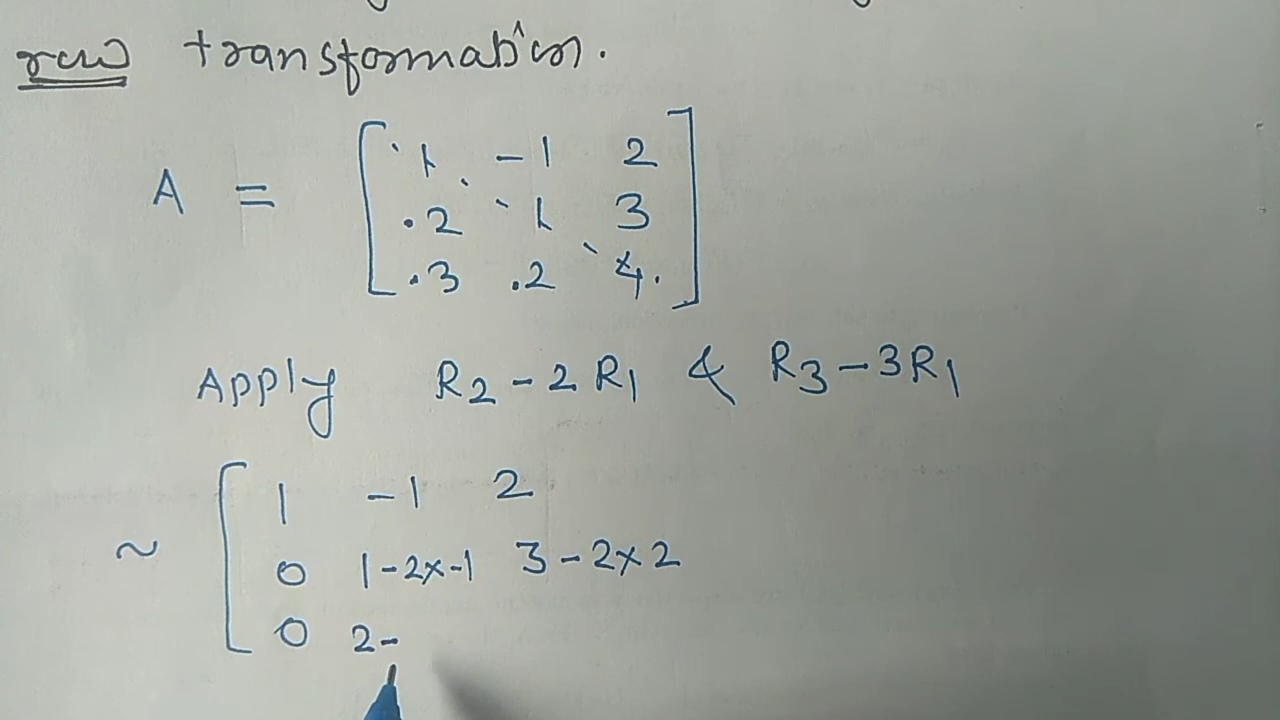 row transformation.
A = [ 1 -1 2
2 1 3
3 2 4 ]
Apply R2 - 2R1 & R3 - 3R1
~ [ 1 -1 2
0 1-2x-1 3-2x2
0 2-